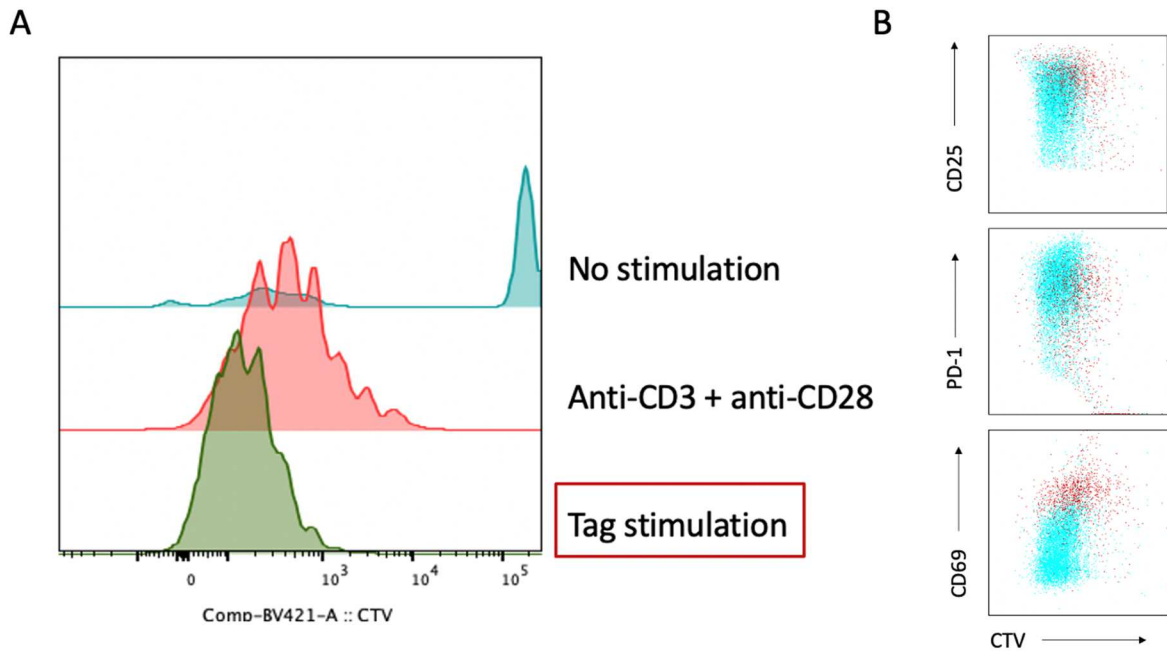 A
No stimulation
Anti-CD3 + anti-CD28
Tag stimulation
0 10³ 10⁴ 10⁵
Comp-BV421-A :: CTV
B
CD25
PD-1
CD69
CTV